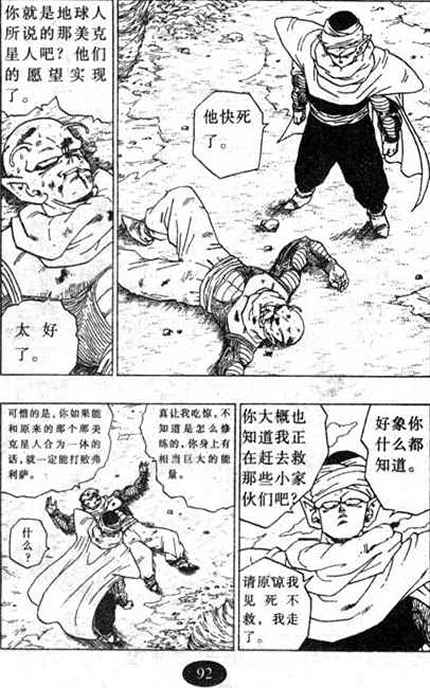 他快死
了。
你就是地球人
所说的那美克
星人吧？他们
的愿望实现
了。
太好
了。
好象你
什么都
知道。
你大概也
知道我正
在赶去救
那些小家
伙们吧？
请原谅我
见死不
救，我走
了。
真让我吃惊，不
知道是怎么修
练的，你身上有
相当巨大的能
量。
可惜的是，你如果能
和原来的那个那美
克星人合为一体的
话，就一定能打败弗
利萨。
什
么？
92